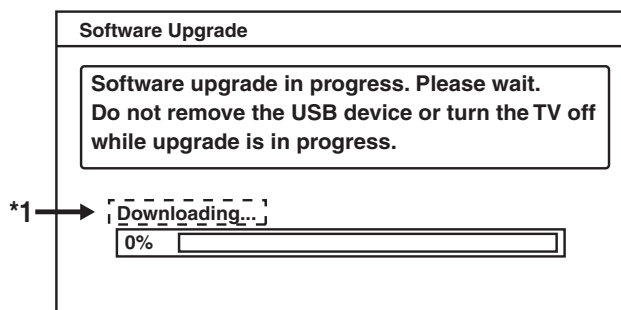 Software Upgrade
Software upgrade in progress. Please wait.
Do not remove the USB device or turn the TV off
while upgrade is in progress.
*1
Downloading...
0%